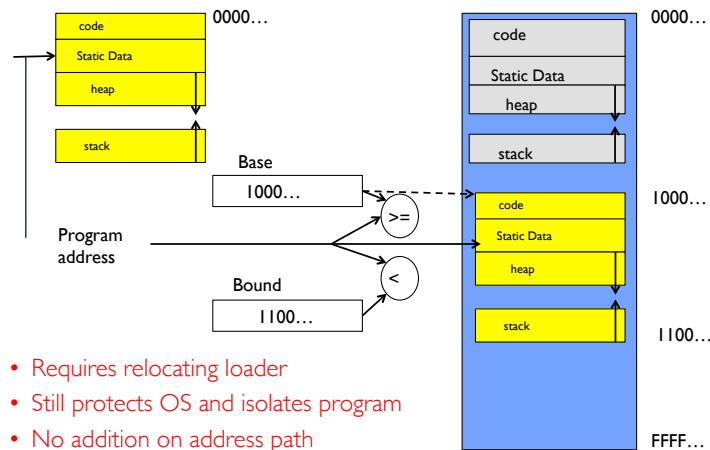 code
0000…
Static Data
heap
stack
Base
1000…
>=
Program
address
<
Bound
1100…
0000…
code
Static Data
heap
stack
1000…
code
Static Data
heap
stack
1100…
FFFF…
• Requires relocating loader
• Still protects OS and isolates program
• No addition on address path